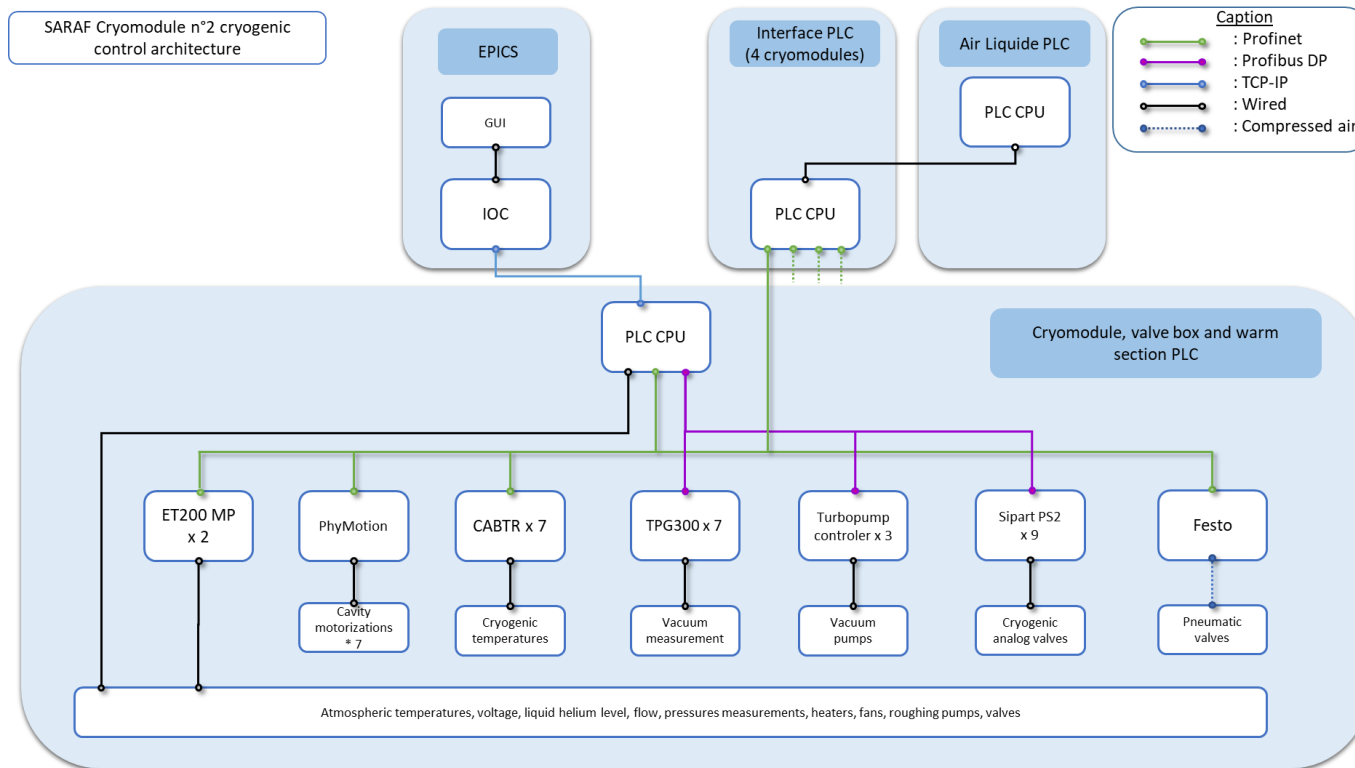 SARAF Cryomodule n°2 cryogenic
control architecture
EPICS
GUI
IOC
Interface PLC
(4 cryomodules)
PLC CPU
Air Liquide PLC
PLC CPU
Caption
: Profinet
: Profibus DP
: TCP-IP
: Wired
: Compressed air
PLC CPU
Cryomodule, valve box and warm
section PLC
ET200 MP
x 2
PhyMotion
CABTR x 7
TPG300 x 7
Turbopump
controler x 3
Sipart PS2
x 9
Festo
Cavity
motorizations
* 7
Cryogenic
temperatures
Vacuum
measurement
Vacuum
pumps
Cryogenic
analog valves
Pneumatic
valves
Atmospheric temperatures, voltage, liquid helium level, flow, pressures measurements, heaters, fans, roughing pumps, valves